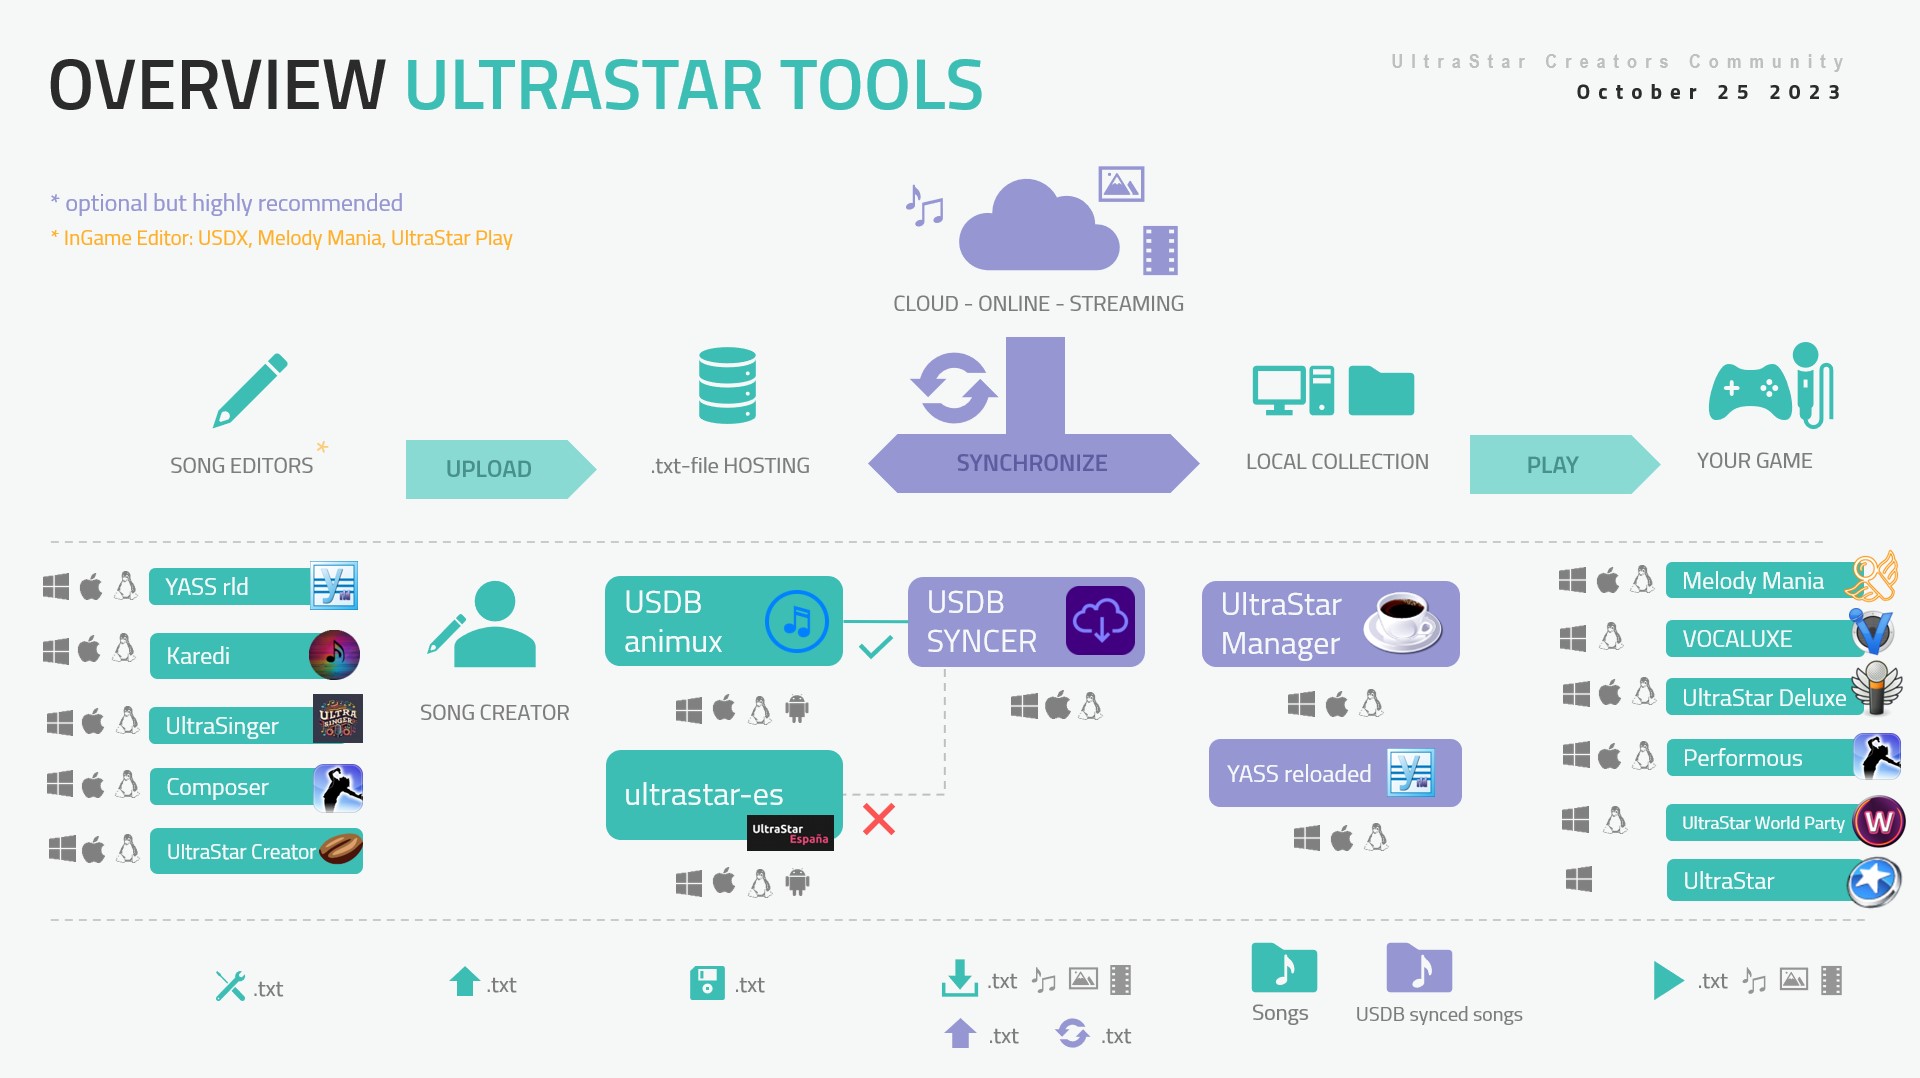 OVERVIEW ULTRASTAR TOOLS
UltraStar Creators Community
October 25 2023
* optional but highly recommended
* InGame Editor: USDX, Melody Mania, UltraStar Play
CLOUD - ONLINE - STREAMING
SONG EDITORS *
UPLOAD
.txt-file HOSTING
SYNCHRONIZE
LOCAL COLLECTION
PLAY
YOUR GAME
YASS rld
Karedi
UltraSinger
ULTRA
SINGER
Composer
UltraStar Creator
SONG CREATOR
USDB
animux
ultrastar-es
UltraStar
España
USDB
SYNCER
UltraStar
Manager
YASS reloaded
Melody Mania
VOCALUXE
UltraStar Deluxe
Performous
UltraStar World Party
W
UltraStar
.txt
.txt
.txt
.txt
.txt
.txt
Songs
USDB synced songs
.txt